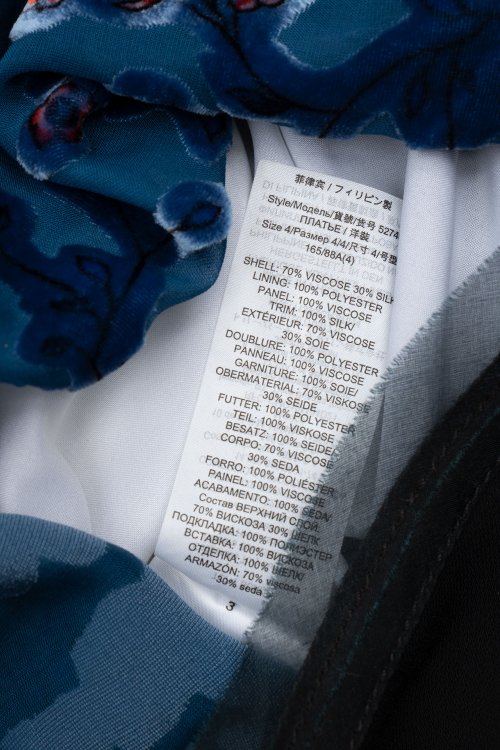 菲律宾 / フィリピン製
Style/Модель/貨號/货号 5274
ПЛАТЬЕ / 洋裝
Size 4/Размер 4/4/尺寸 4/号型
165/88A(4)
SHELL: 70% VISCOSE 30% SILK
LINING: 100% POLYESTER
PANEL: 100% VISCOSE
TRIM: 100% SILK/
EXTÉRIEUR: 70% VISCOSE
30% SOIE
DOUBLURE: 100% POLYESTER
PANNEAU: 100% VISCOSE
GARNITURE: 100% SOIE/
OBERMATERIAL: 70% VISKOSE
30% SEIDE
FUTTER: 100% POLYESTER
TEIL: 100% VISKOSE
BESATZ: 100% SEIDE/
CORPO: 70% VISCOSE
30% SEDA
FORRO: 100% POLIÉSTER
PAINEL: 100% VISCOSE
ACABAMENTO: 100% SEDA/
Состав ВЕРХНИЙ СЛОЙ:
70% ВИСКОЗА 30% ШЕЛК
ПОДКЛАДКА: 100% ПОЛИЭСТЕР
ВСТАВКА: 100% ВИСКОЗА
ОТДЕЛКА: 100% ШЕЛК/
ARMAZÓN: 70% viscosa
30% seda
3